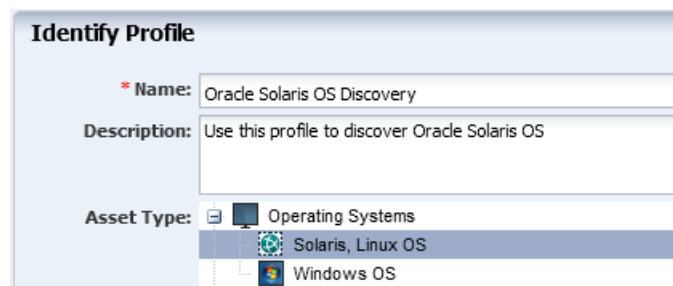 Identify Profile
* Name: Oracle Solaris OS Discovery
Description: Use this profile to discover Oracle Solaris OS
Asset Type: Operating Systems
Solaris, Linux OS
Windows OS